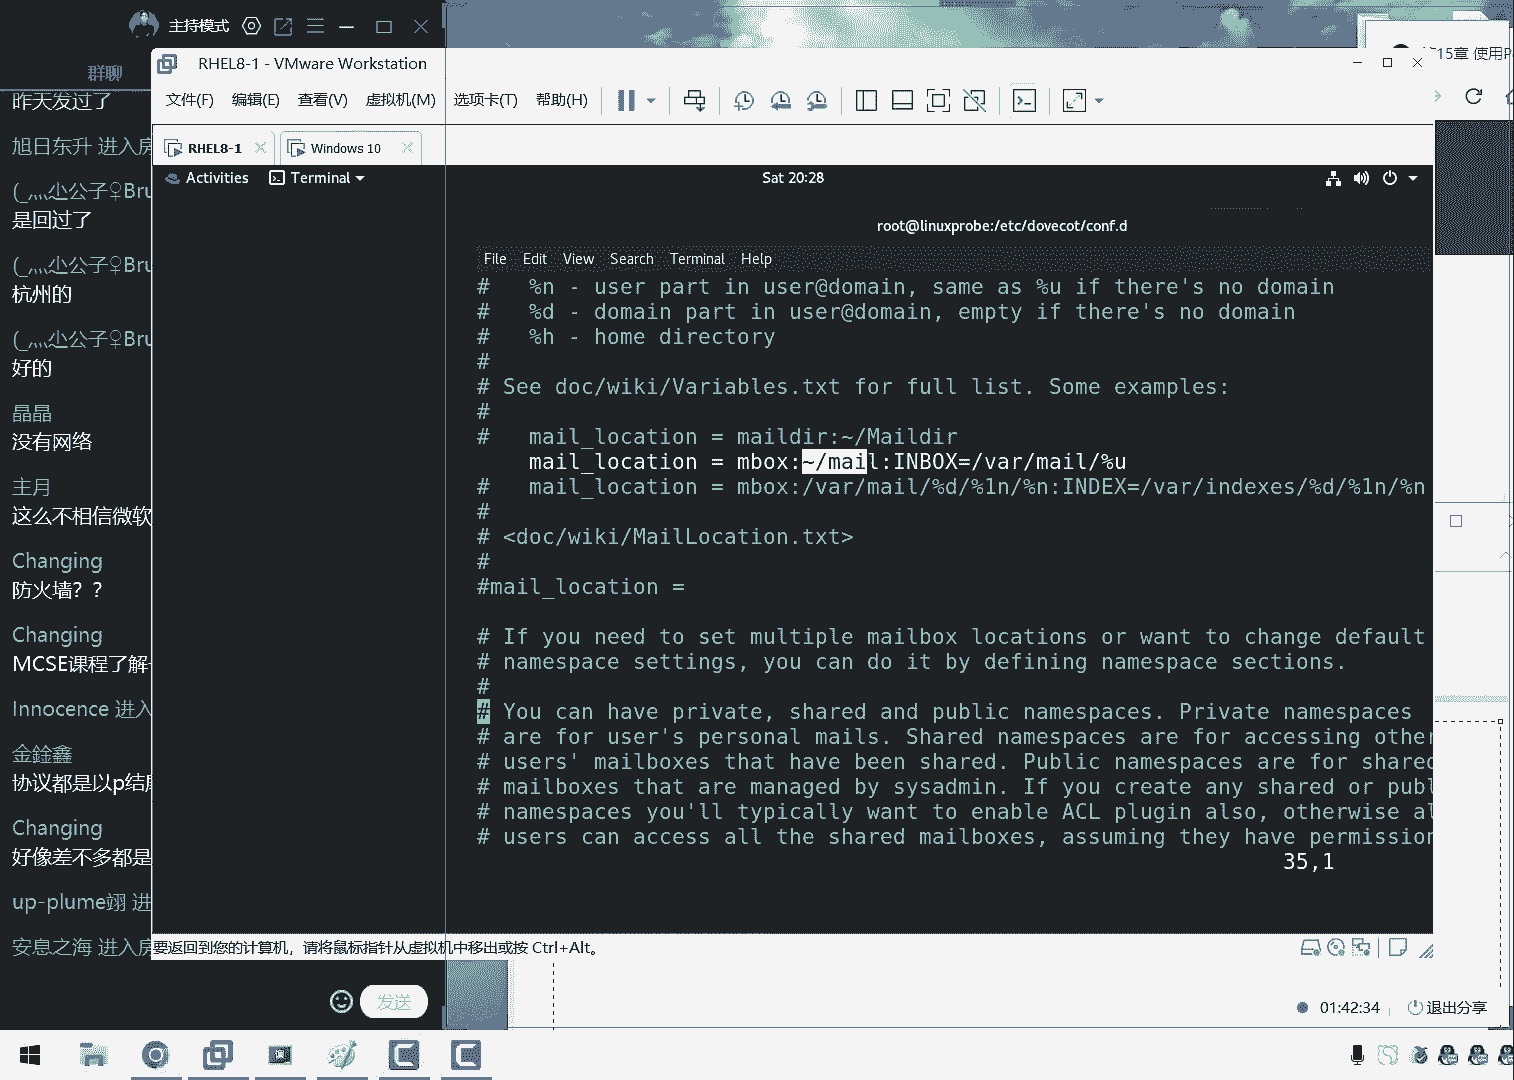 主持模式
群聊
昨天发过了
旭日东升 进入房
是回过了
杭州的
好的
晶晶
没有网络
主月
这么不相信微软
Changing
防火墙？？
Changing
MCSE课程了解
Innocence 进入
金銓鑫
协议都是以p结尾
Changing
好像差不多都是
up-plume翊 进
安息之海 进入房
发送
RHEL8-1 - VMware Workstation
文件(F) 编辑(E) 查看(V) 虚拟机(M) 选项卡(T) 帮助(H)
RHEL8-1
Windows 10
Activities
Terminal
Sat 20:28
root@linuxprobe:/etc/dovecot/conf.d
File Edit View Search Terminal Help
#   %n - user part in user@domain, same as %u if there's no domain
#   %d - domain part in user@domain, empty if there's no domain
#   %h - home directory
#
# See doc/wiki/Variables.txt for full list. Some examples:
#
#   mail_location = maildir:~/Maildir
    mail_location = mbox:~/mail:INBOX=/var/mail/%u
#   mail_location = mbox:/var/mail/%d/%1n/%n:INDEX=/var/indexes/%d/%1n/%n
#
# <doc/wiki/MailLocation.txt>
#
#mail_location =
# If you need to set multiple mailbox locations or want to change default
# namespace settings, you can do it by defining namespace sections.
#
# You can have private, shared and public namespaces. Private namespaces
# are for user's personal mails. Shared namespaces are for accessing other
# users' mailboxes that have been shared. Public namespaces are for shared
# mailboxes that are managed by sysadmin. If you create any shared or publ
# namespaces you'll typically want to enable ACL plugin also, otherwise al
# users can access all the shared mailboxes, assuming they have permission
35,1
要返回到您的计算机，请将鼠标指针从虚拟机中移出或按 Ctrl+Alt。
15章 使用P
01:42:34
退出分享